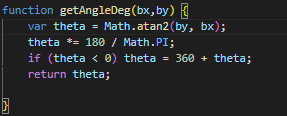 function getAngleDeg(bx,by) {
var theta = Math.atan2(by, bx);
theta *= 180 / Math.PI;
if (theta < 0) theta = 360 + theta;
return theta;
}